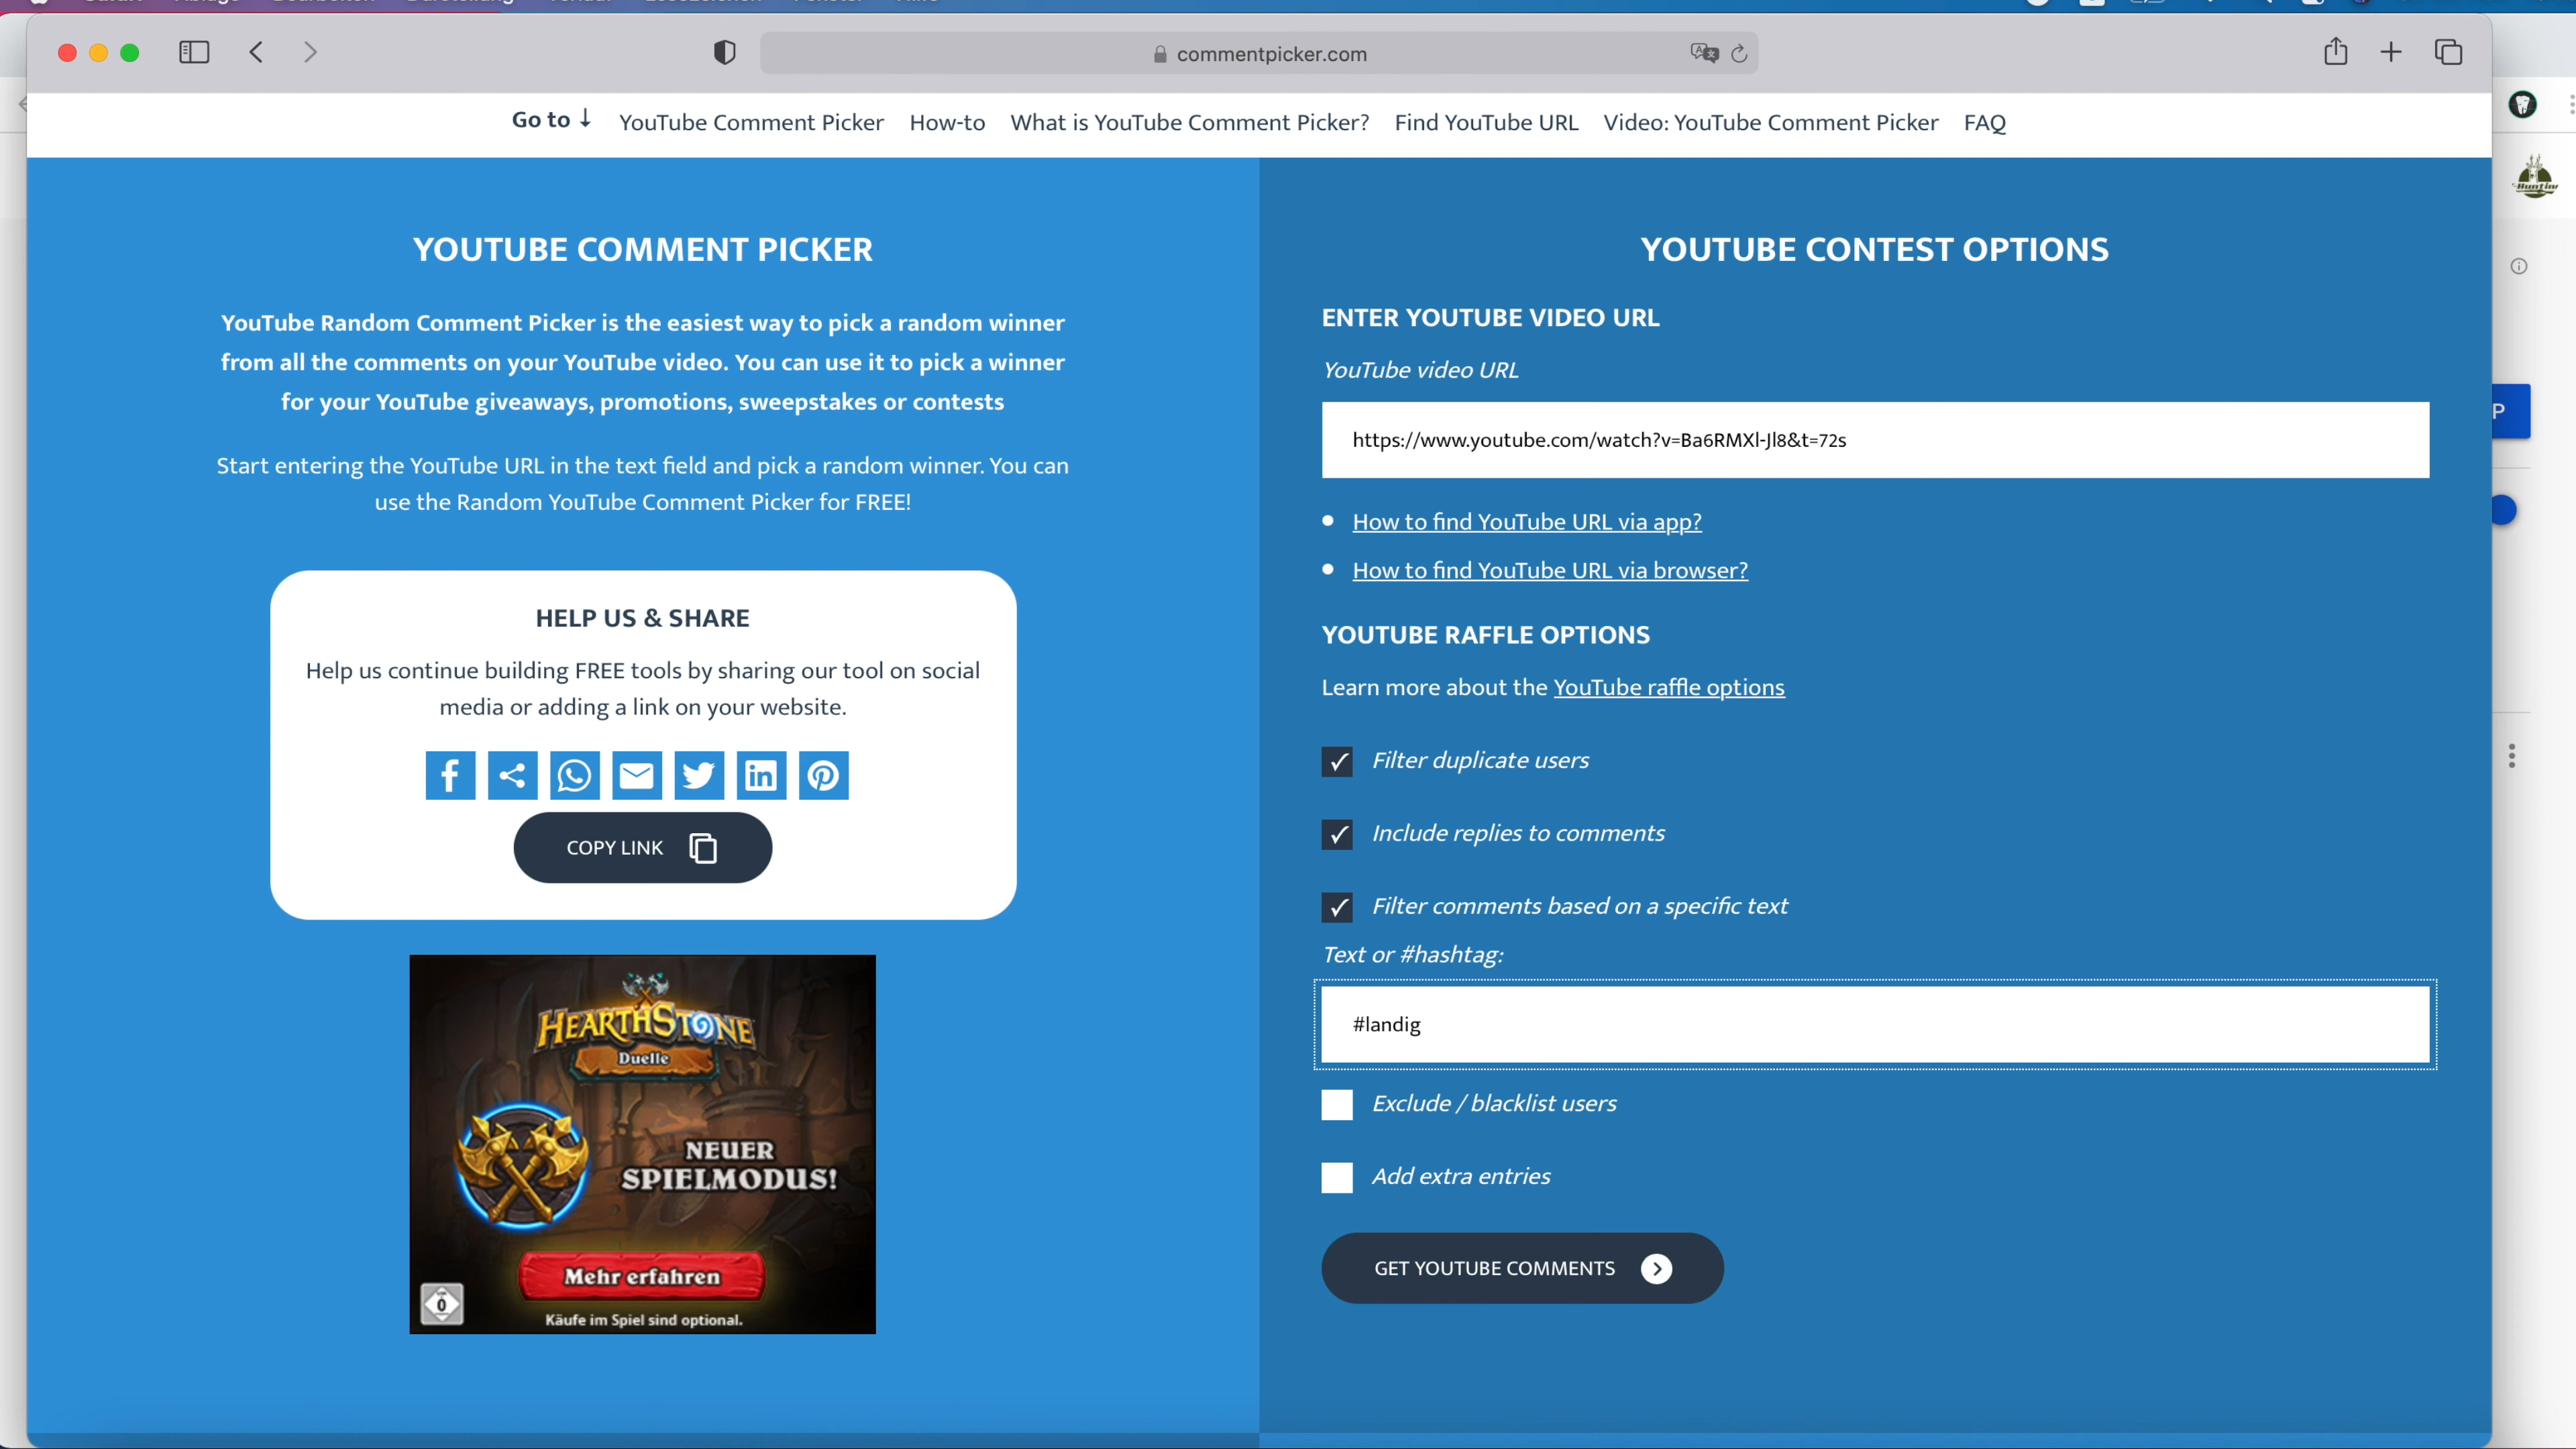 commentpicker.com
Go to ↓ YouTube Comment Picker How-to What is YouTube Comment Picker? Find YouTube URL Video: YouTube Comment Picker FAQ
YOUTUBE COMMENT PICKER
YouTube Random Comment Picker is the easiest way to pick a random winner
from all the comments on your YouTube video. You can use it to pick a winner
for your YouTube giveaways, promotions, sweepstakes or contests
Start entering the YouTube URL in the text field and pick a random winner. You can
use the Random YouTube Comment Picker for FREE!
HELP US & SHARE
Help us continue building FREE tools by sharing our tool on social
media or adding a link on your website.
COPY LINK
HEARTHSTONE
Duelle
NEUER
SPIELMODUS!
Mehr erfahren
0
Käufe im Spiel sind optional.
YOUTUBE CONTEST OPTIONS
ENTER YOUTUBE VIDEO URL
YouTube video URL
https://www.youtube.com/watch?v=Ba6RMXl-Jl8&t=72s
How to find YouTube URL via app?
How to find YouTube URL via browser?
YOUTUBE RAFFLE OPTIONS
Learn more about the YouTube raffle options
Filter duplicate users
Include replies to comments
Filter comments based on a specific text
Text or #hashtag:
#landig
Exclude / blacklist users
Add extra entries
GET YOUTUBE COMMENTS
P